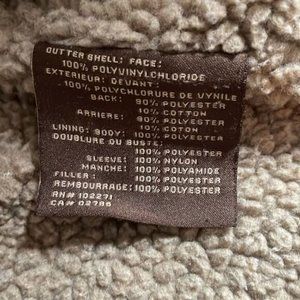 OUTTER SHELL: FACE:
100% POLYVINYLCHLORIDE
EXTERIEUR: DEVANT:
100% POLYCHLORURE DE VYNILE
BACK: 90% POLYESTER
10% COTTON
ARRIERE: 90% POLYESTER
10% COTON
LINING: BODY: 100% POLYESTER
DOUBLURE DU BUSTE:
100% POLYESTER
SLEEVE: 100% NYLON
MANCHE: 100% POLYAMIDE
FILLER: 100% POLYESTER
REMBOURRAGE: 100% POLYESTER
RN# 102271
CA# 02786